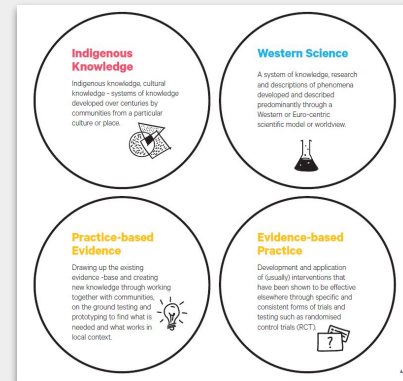 Indigenous
Knowledge
Indigenous knowledge, cultural
knowledge - systems of knowledge
developed over centuries by
communities from a particular
culture or place.
Western Science
A system of knowledge, research
and descriptions of phenomena
developed and described
predominantly through a
Western or Euro-centric
scientific model or worldview.
Practice-based
Evidence
Drawing up the existing
evidence -base and creating
new knowledge through working
together with communities,
on the ground testing and
prototyping to find what is
needed and what works in
local context.
Evidence-based
Practice
Development and application
of (usually) interventions that
have been shown to be effective
elsewhere through specific and
consistent forms of trials and
testing such as randomised
control trials (RCT).
?